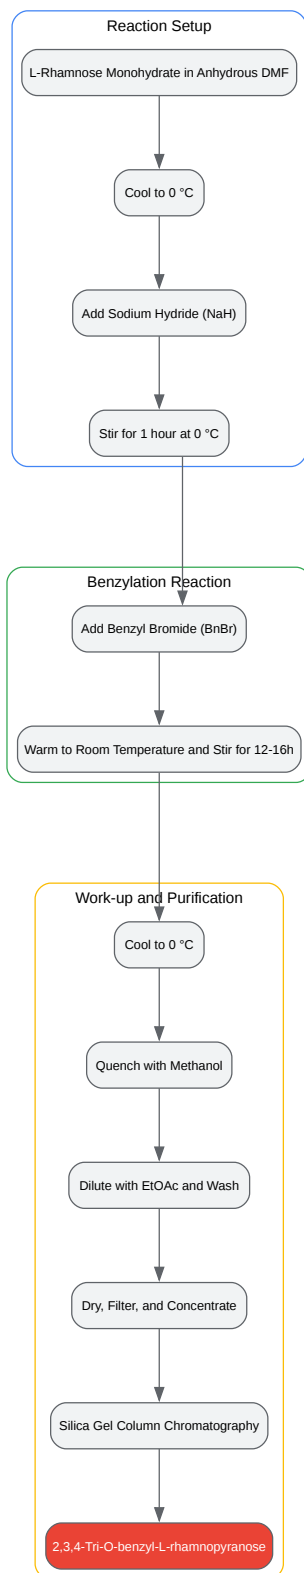 Reaction Setup
L-Rhamnose Monohydrate in Anhydrous DMF
Cool to 0 °C
Add Sodium Hydride (NaH)
Stir for 1 hour at 0 °C
Benzylation Reaction
Add Benzyl Bromide (BnBr)
Warm to Room Temperature and Stir for 12-16h
Work-up and Purification
Cool to 0 °C
Quench with Methanol
Dilute with EtOAc and Wash
Dry, Filter, and Concentrate
Silica Gel Column Chromatography
2,3,4-Tri-O-benzyl-L-rhamnopyranose